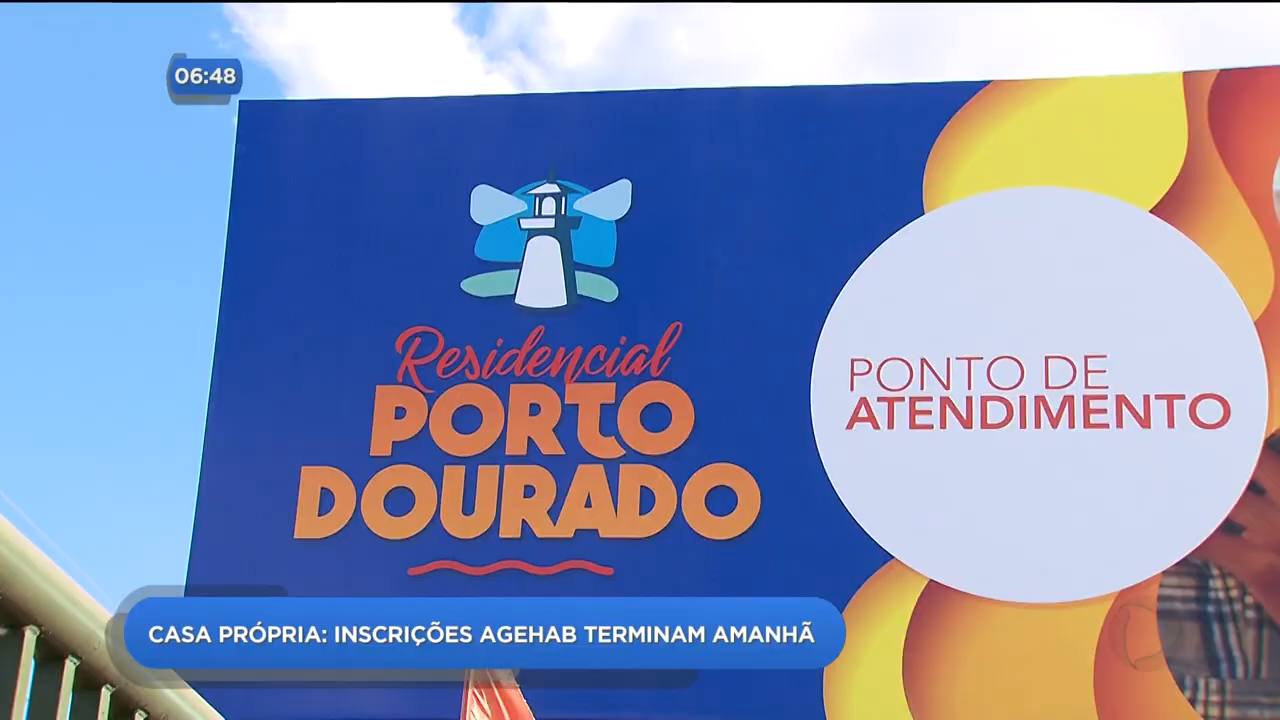 06:48
Residencial
PORTO
DOURADO
PONTO DE
ATENDIMENTO
CASA PRÓPRIA: INSCRIÇÕES AGEHAB TERMINAM AMANHÃ